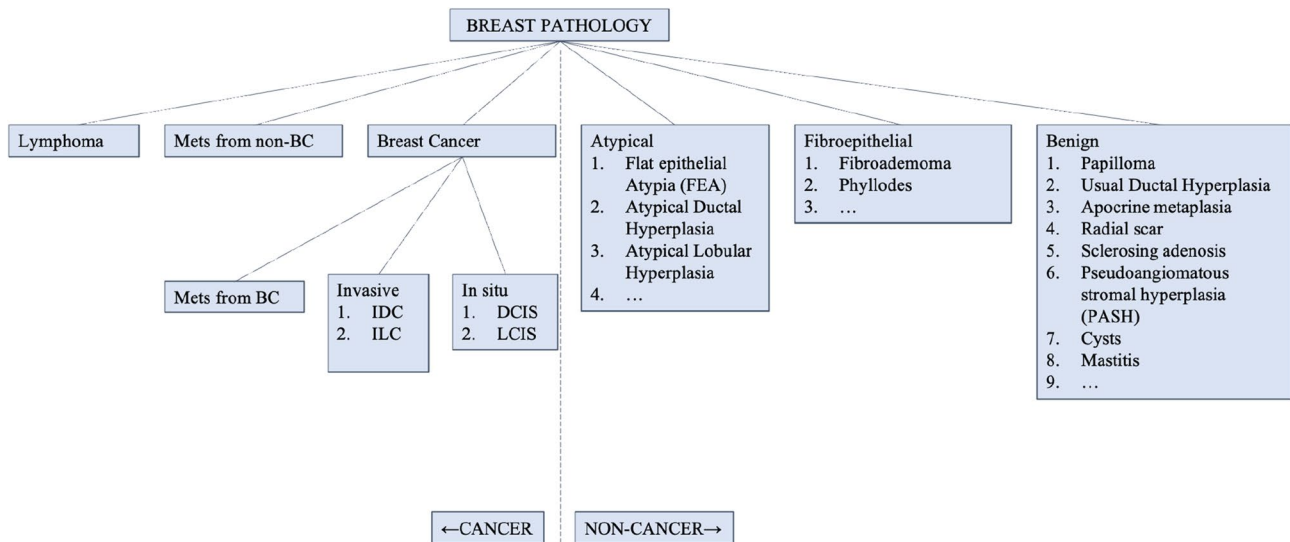 BREAST PATHOLOGY
Lymphoma
Mets from non-BC
Breast Cancer
Mets from BC
Invasive
1. IDC
2. ILC
In situ
1. DCIS
2. LCIS
Atypical
1. Flat epithelial
Atypia (FEA)
2. Atypical Ductal
Hyperplasia
3. Atypical Lobular
Hyperplasia
4. …
Fibroepithelial
1. Fibroademoma
2. Phyllodes
3. …
Benign
1. Papilloma
2. Usual Ductal Hyperplasia
3. Apocrine metaplasia
4. Radial scar
5. Sclerosing adenosis
6. Pseudoangiomatous
stromal hyperplasia
(PASH)
7. Cysts
8. Mastitis
9. …
←CANCER
NON-CANCER→